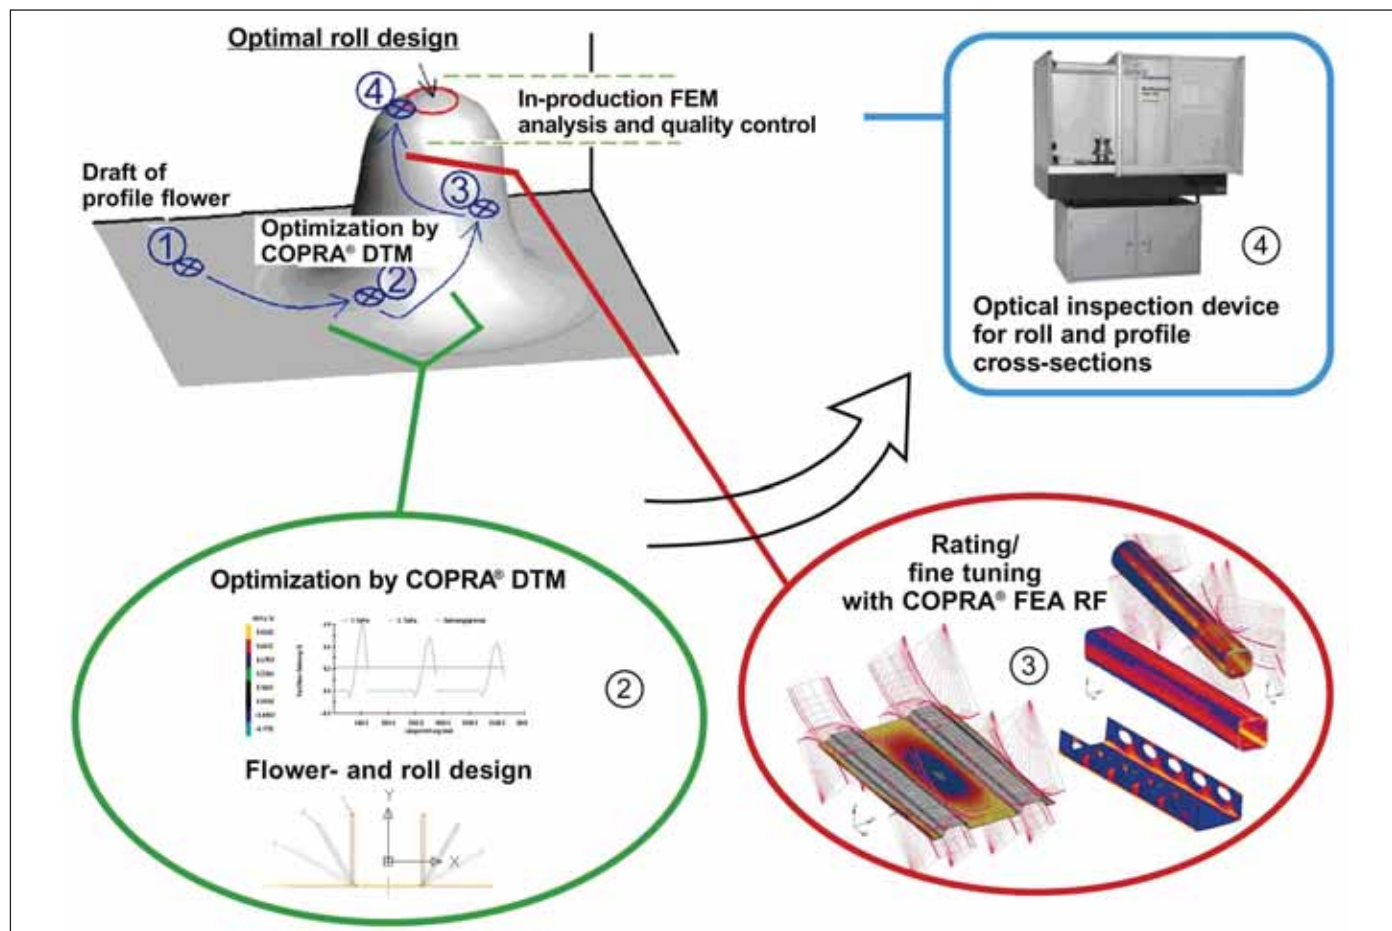 Optimal roll design
4
In-production FEM
analysis and quality control
Draft of
profile flower
3
1
Optimization by
COPRA® DTM
2
4
Optical inspection device
for roll and profile
cross-sections
Optimization by COPRA® DTM
2
Flower- and roll design
Y
X
Rating/
fine tuning
with COPRA® FEA RF
3